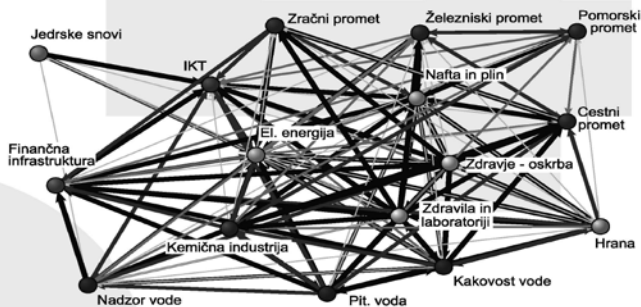 Zračni promet
Železniski promet
Pomorski
promet
Jedrske snovi
IKT
Nafta in plin
Cestni
promet
El. energija
Finančna
infrastruktura
Zdravje - oskrba
Zdravila in
laboratoriji
Kemična industrija
Hrana
Kakovost vode
Nadzor vode
Pit. voda